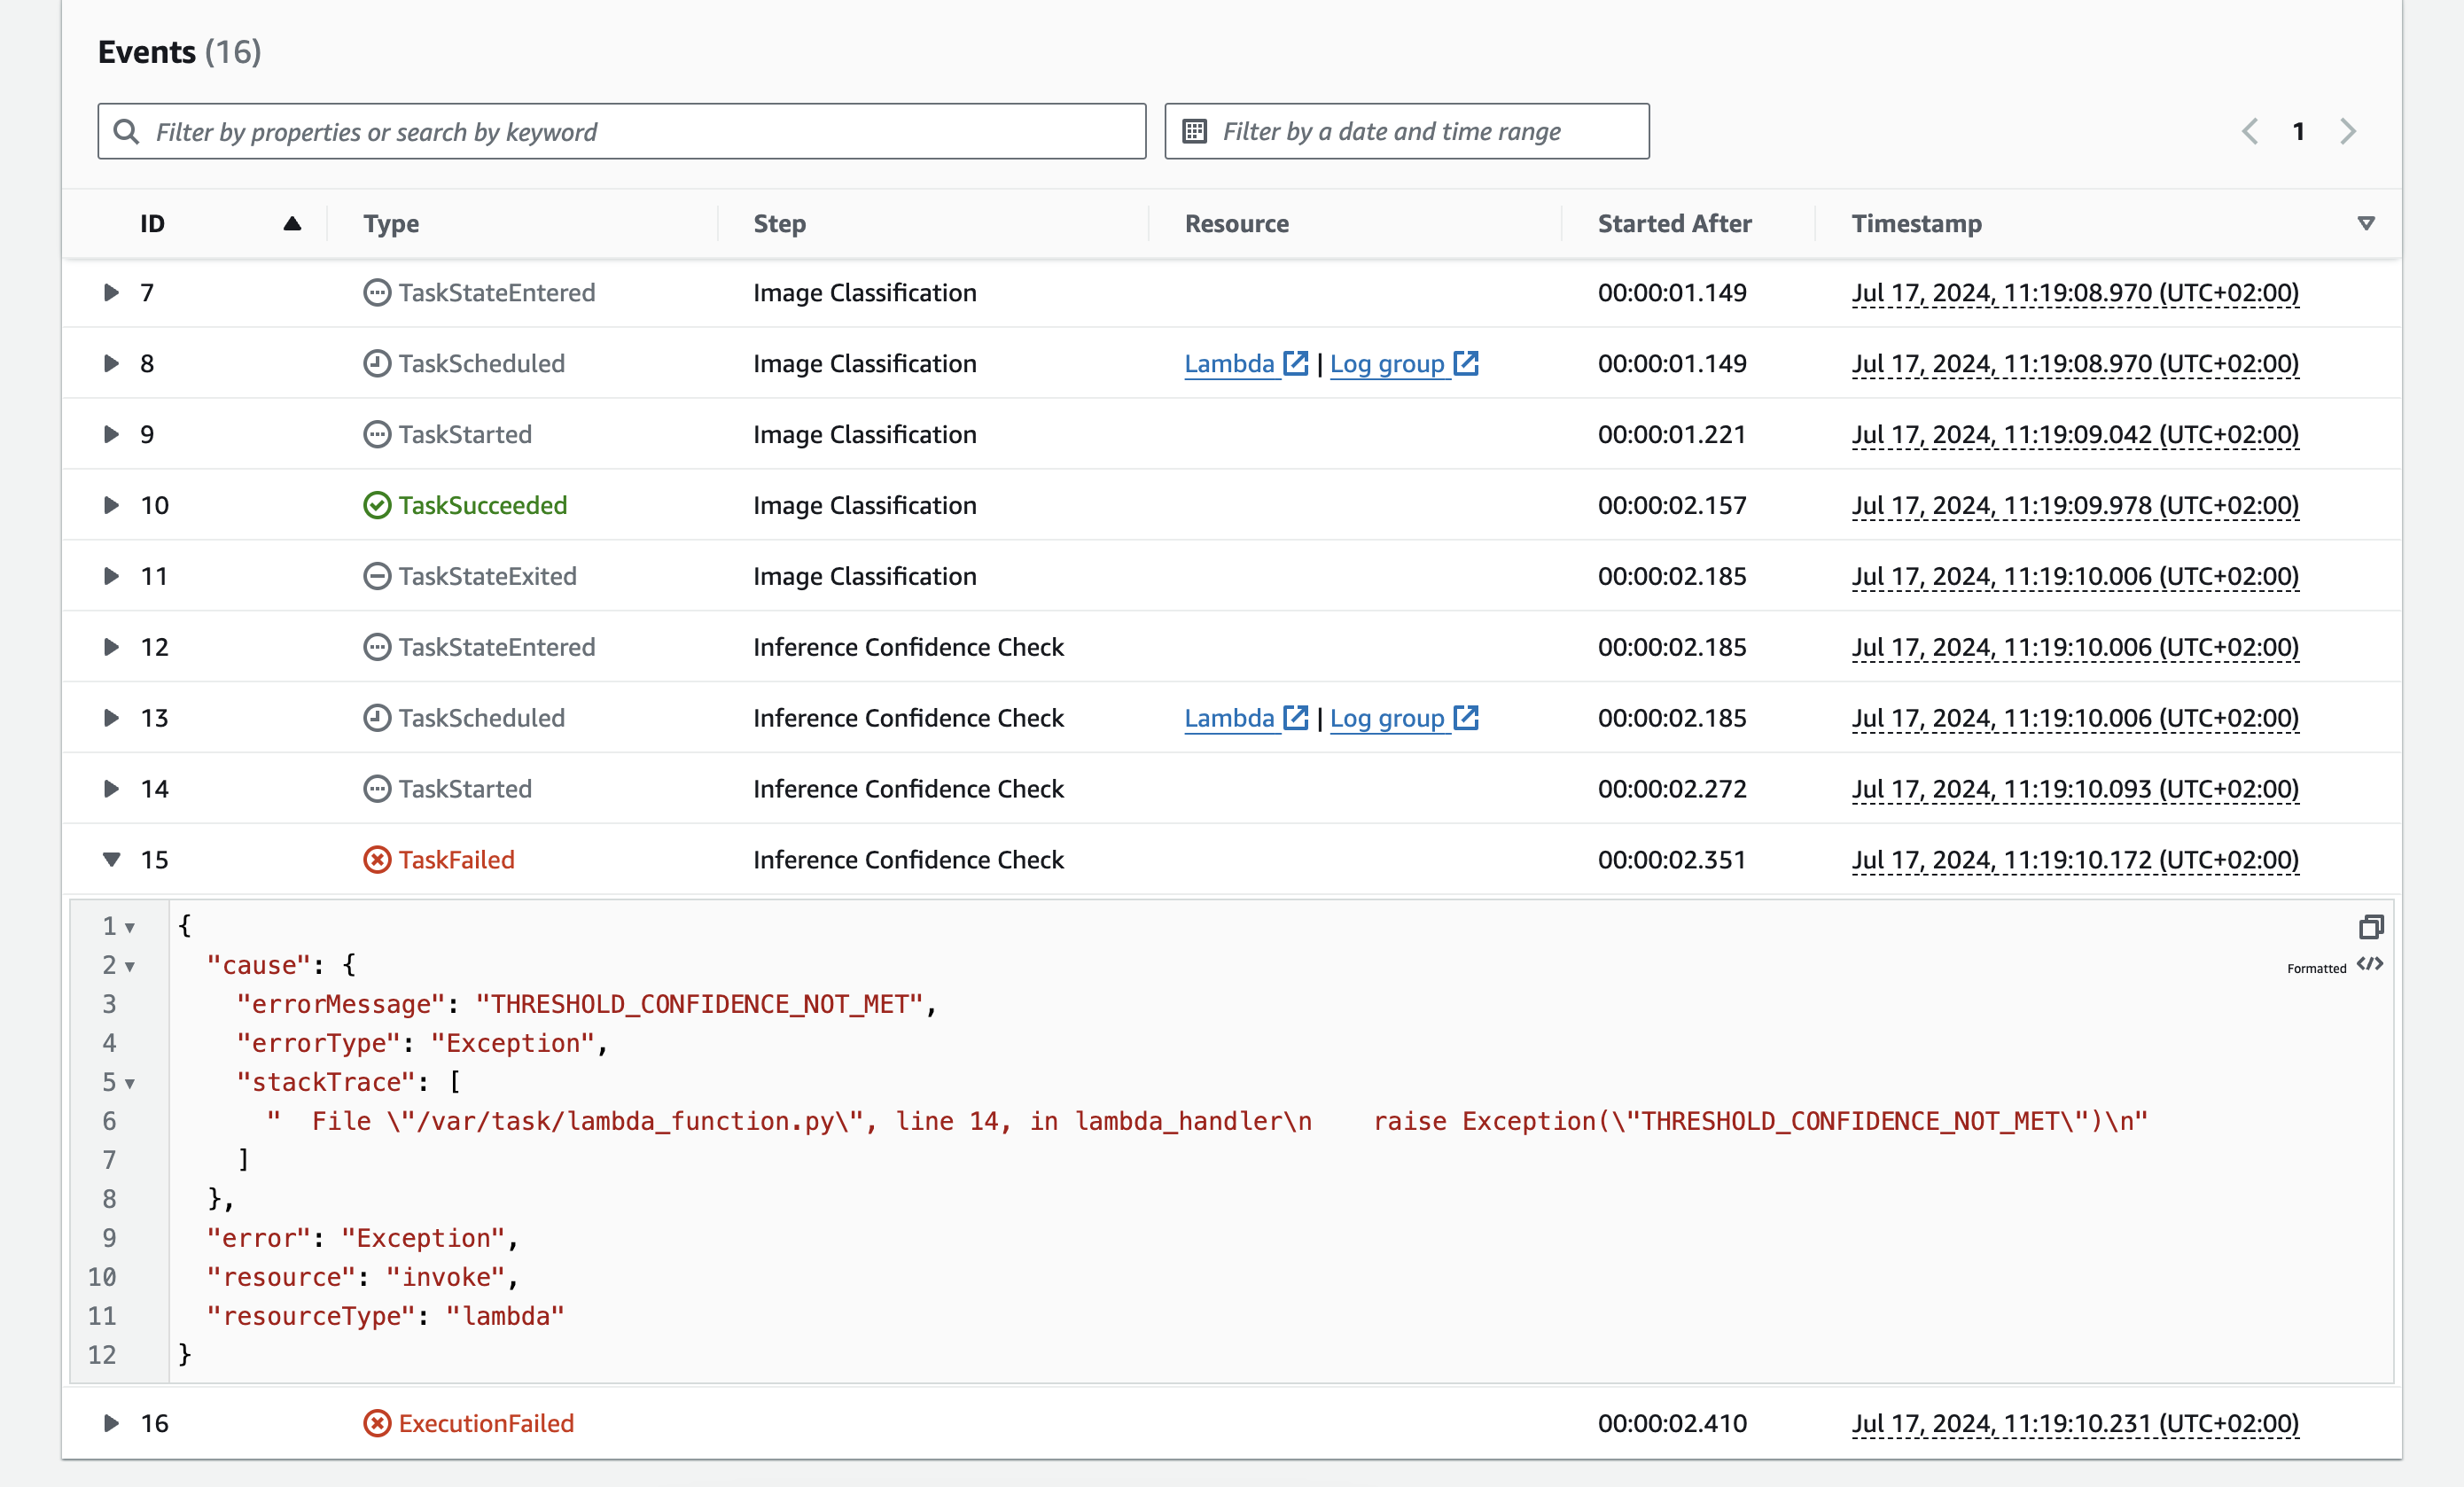 Events (16)
Filter by properties or search by keyword Filter by a date and time range 1
ID Type Step Resource Started After Timestamp
7 TaskStateEntered Image Classification 00:00:01.149 Jul 17, 2024, 11:19:08.970 (UTC+02:00)
8 TaskScheduled Image Classification Lambda | Log group 00:00:01.149 Jul 17, 2024, 11:19:08.970 (UTC+02:00)
9 TaskStarted Image Classification 00:00:01.221 Jul 17, 2024, 11:19:09.042 (UTC+02:00)
10 TaskSucceeded Image Classification 00:00:02.157 Jul 17, 2024, 11:19:09.978 (UTC+02:00)
11 TaskStateExited Image Classification 00:00:02.185 Jul 17, 2024, 11:19:10.006 (UTC+02:00)
12 TaskStateEntered Inference Confidence Check 00:00:02.185 Jul 17, 2024, 11:19:10.006 (UTC+02:00)
13 TaskScheduled Inference Confidence Check Lambda | Log group 00:00:02.185 Jul 17, 2024, 11:19:10.006 (UTC+02:00)
14 TaskStarted Inference Confidence Check 00:00:02.272 Jul 17, 2024, 11:19:10.093 (UTC+02:00)
15 TaskFailed Inference Confidence Check 00:00:02.351 Jul 17, 2024, 11:19:10.172 (UTC+02:00)
1 {
2 "cause": {
Formatted </>
3 "errorMessage": "THRESHOLD_CONFIDENCE_NOT_MET",
4 "errorType": "Exception",
5 "stackTrace": [
6 "  File \"/var/task/lambda_function.py\", line 14, in lambda_handler\n    raise Exception(\"THRESHOLD_CONFIDENCE_NOT_MET\")\n"
7 ]
8 },
9 "error": "Exception",
10 "resource": "invoke",
11 "resourceType": "lambda"
12 }
16 ExecutionFailed 00:00:02.410 Jul 17, 2024, 11:19:10.231 (UTC+02:00)